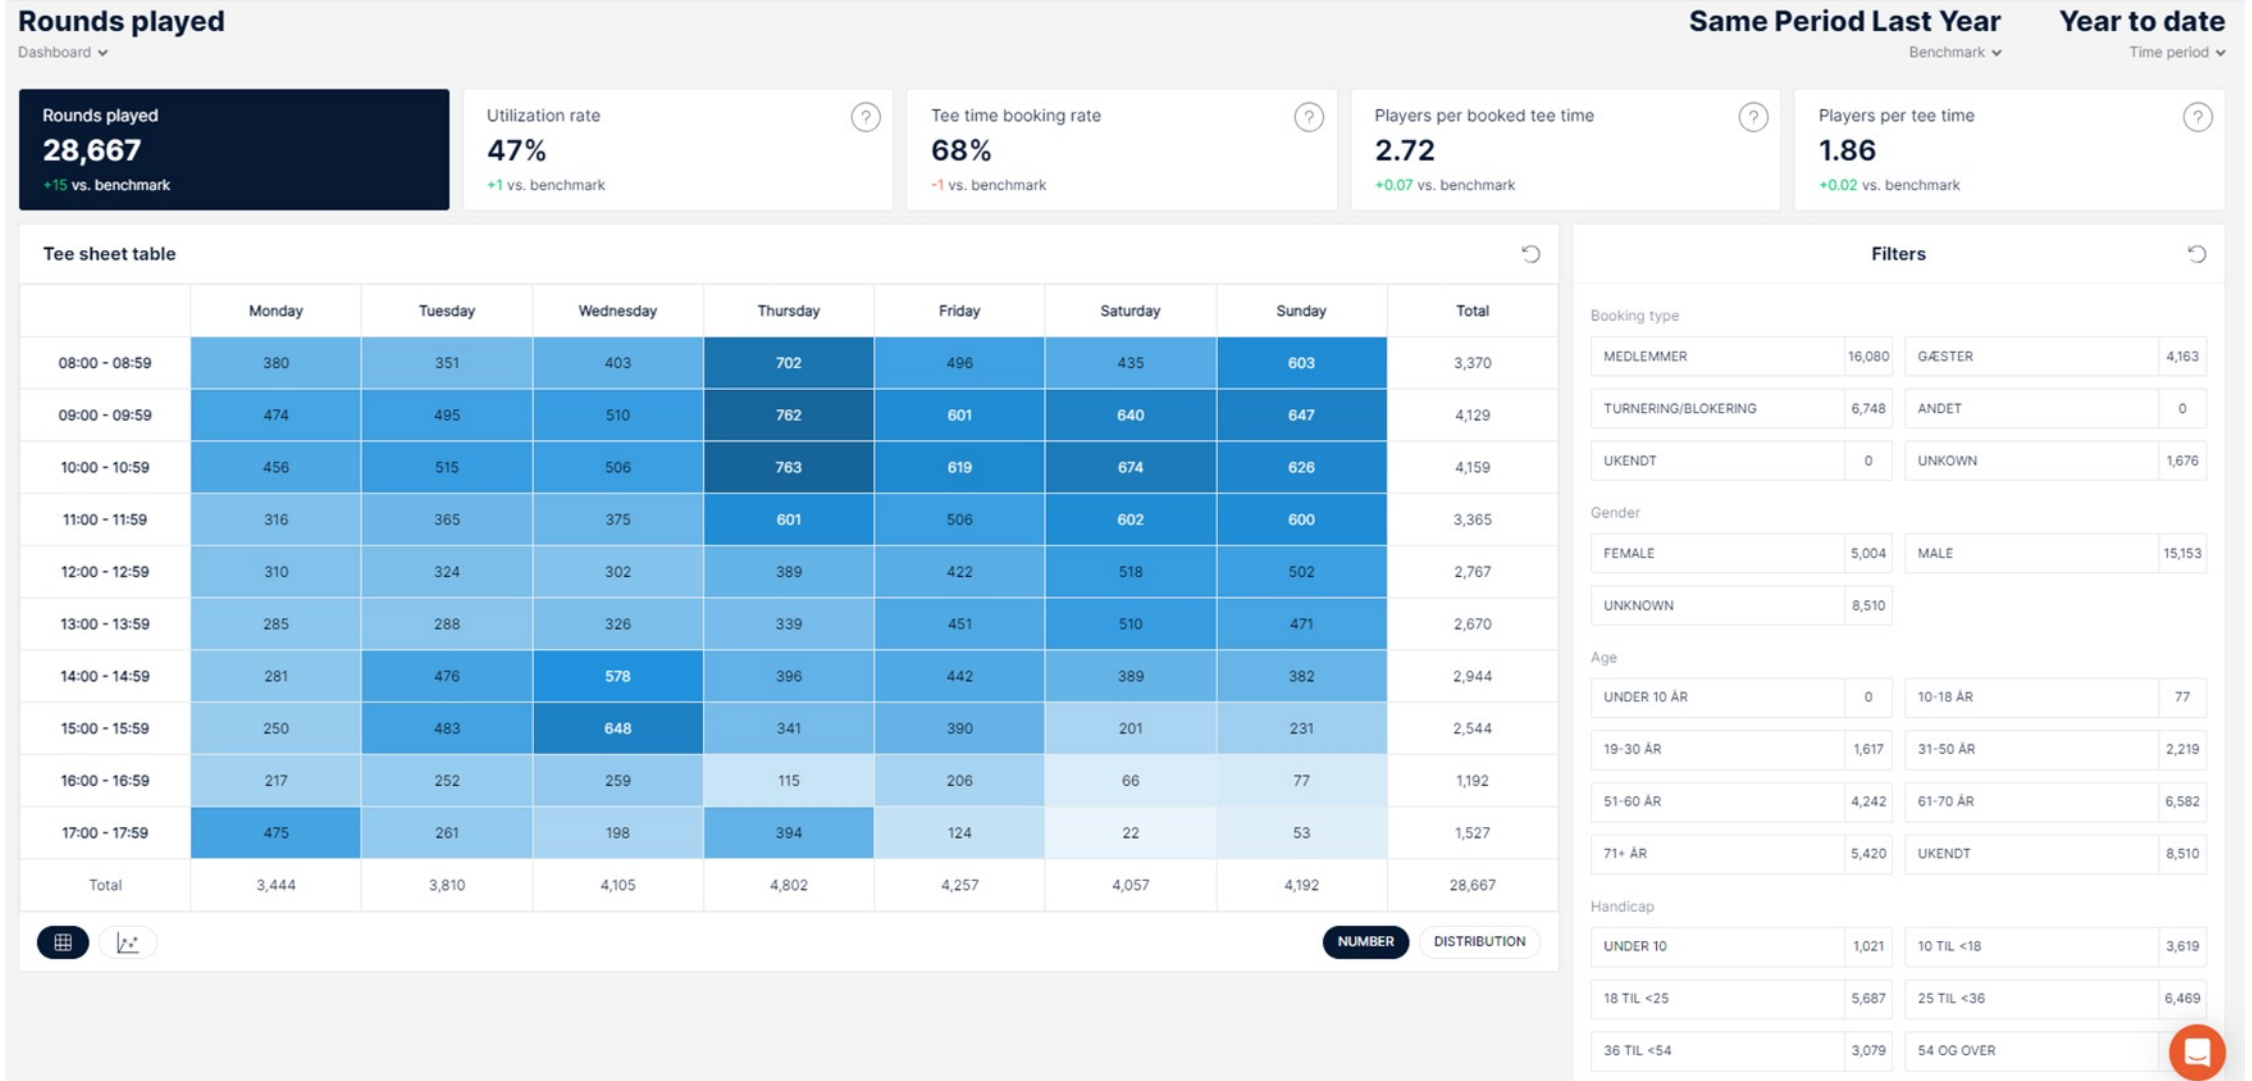 Rounds played Same Period Last Year Year to date
Dashboard Benchmark Time period
Rounds played Utilization rate ? Tee time booking rate ? Players per booked tee time ? Players per tee time ?
28,667 47% 68% 2.72 1.86
+15 vs. benchmark +1 vs. benchmark -1 vs. benchmark +0.07 vs. benchmark +0.02 vs. benchmark
Tee sheet table
Monday Tuesday Wednesday Thursday Friday Saturday Sunday Total
08:00 - 08:59 380 351 403 702 496 435 603 3,370
09:00 - 09:59 474 495 510 762 601 640 647 4,129
10:00 - 10:59 456 515 506 763 619 674 626 4,159
11:00 - 11:59 316 365 375 601 506 602 600 3,365
12:00 - 12:59 310 324 302 389 422 518 502 2,767
13:00 - 13:59 285 288 326 339 451 510 471 2,670
14:00 - 14:59 281 476 578 396 442 389 382 2,944
15:00 - 15:59 250 483 648 341 390 201 231 2,544
16:00 - 16:59 217 252 259 115 206 66 77 1,192
17:00 - 17:59 475 261 198 394 124 22 53 1,527
Total 3,444 3,810 4,105 4,802 4,257 4,057 4,192 28,667
NUMBER DISTRIBUTION
Filters
Booking type
MEDLEMMER 16,080 GÆSTER 4,163
TURNERING/BLOKERING 6,748 ANDET 0
UKENDT 0 UNKOWN 1,676
Gender
FEMALE 5,004 MALE 15,153
UNKNOWN 8,510
Age
UNDER 10 ÅR 0 10-18 ÅR 77
19-30 ÅR 1,617 31-50 ÅR 2,219
51-60 ÅR 4,242 61-70 ÅR 6,582
71+ ÅR 5,420 UKENDT 8,510
Handicap
UNDER 10 1,021 10 TIL <18 3,619
18 TIL <25 5,687 25 TIL <36 6,469
36 TIL <54 3,079 54 OG OVER